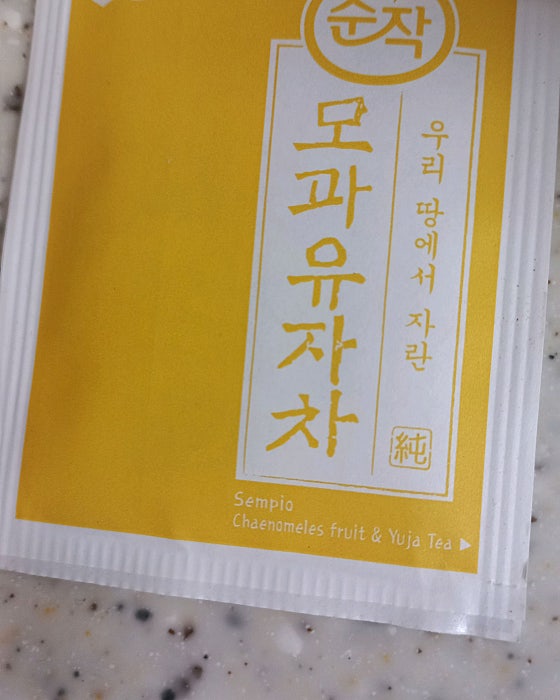 순작
우리 땅에서 자란
모과유자차
純
Sempio
Chaenomeles fruit & Yuja Tea